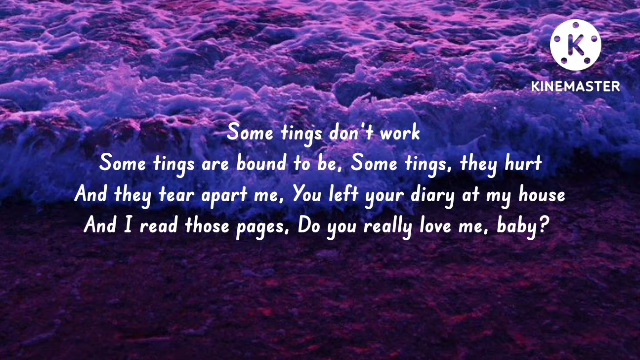 KINEMASTER
Some tings don't work
Some tings are bound to be, Some tings, they hurt
And they tear apart me, You left your diary at my house
And I read those pages, Do you really love me, baby?